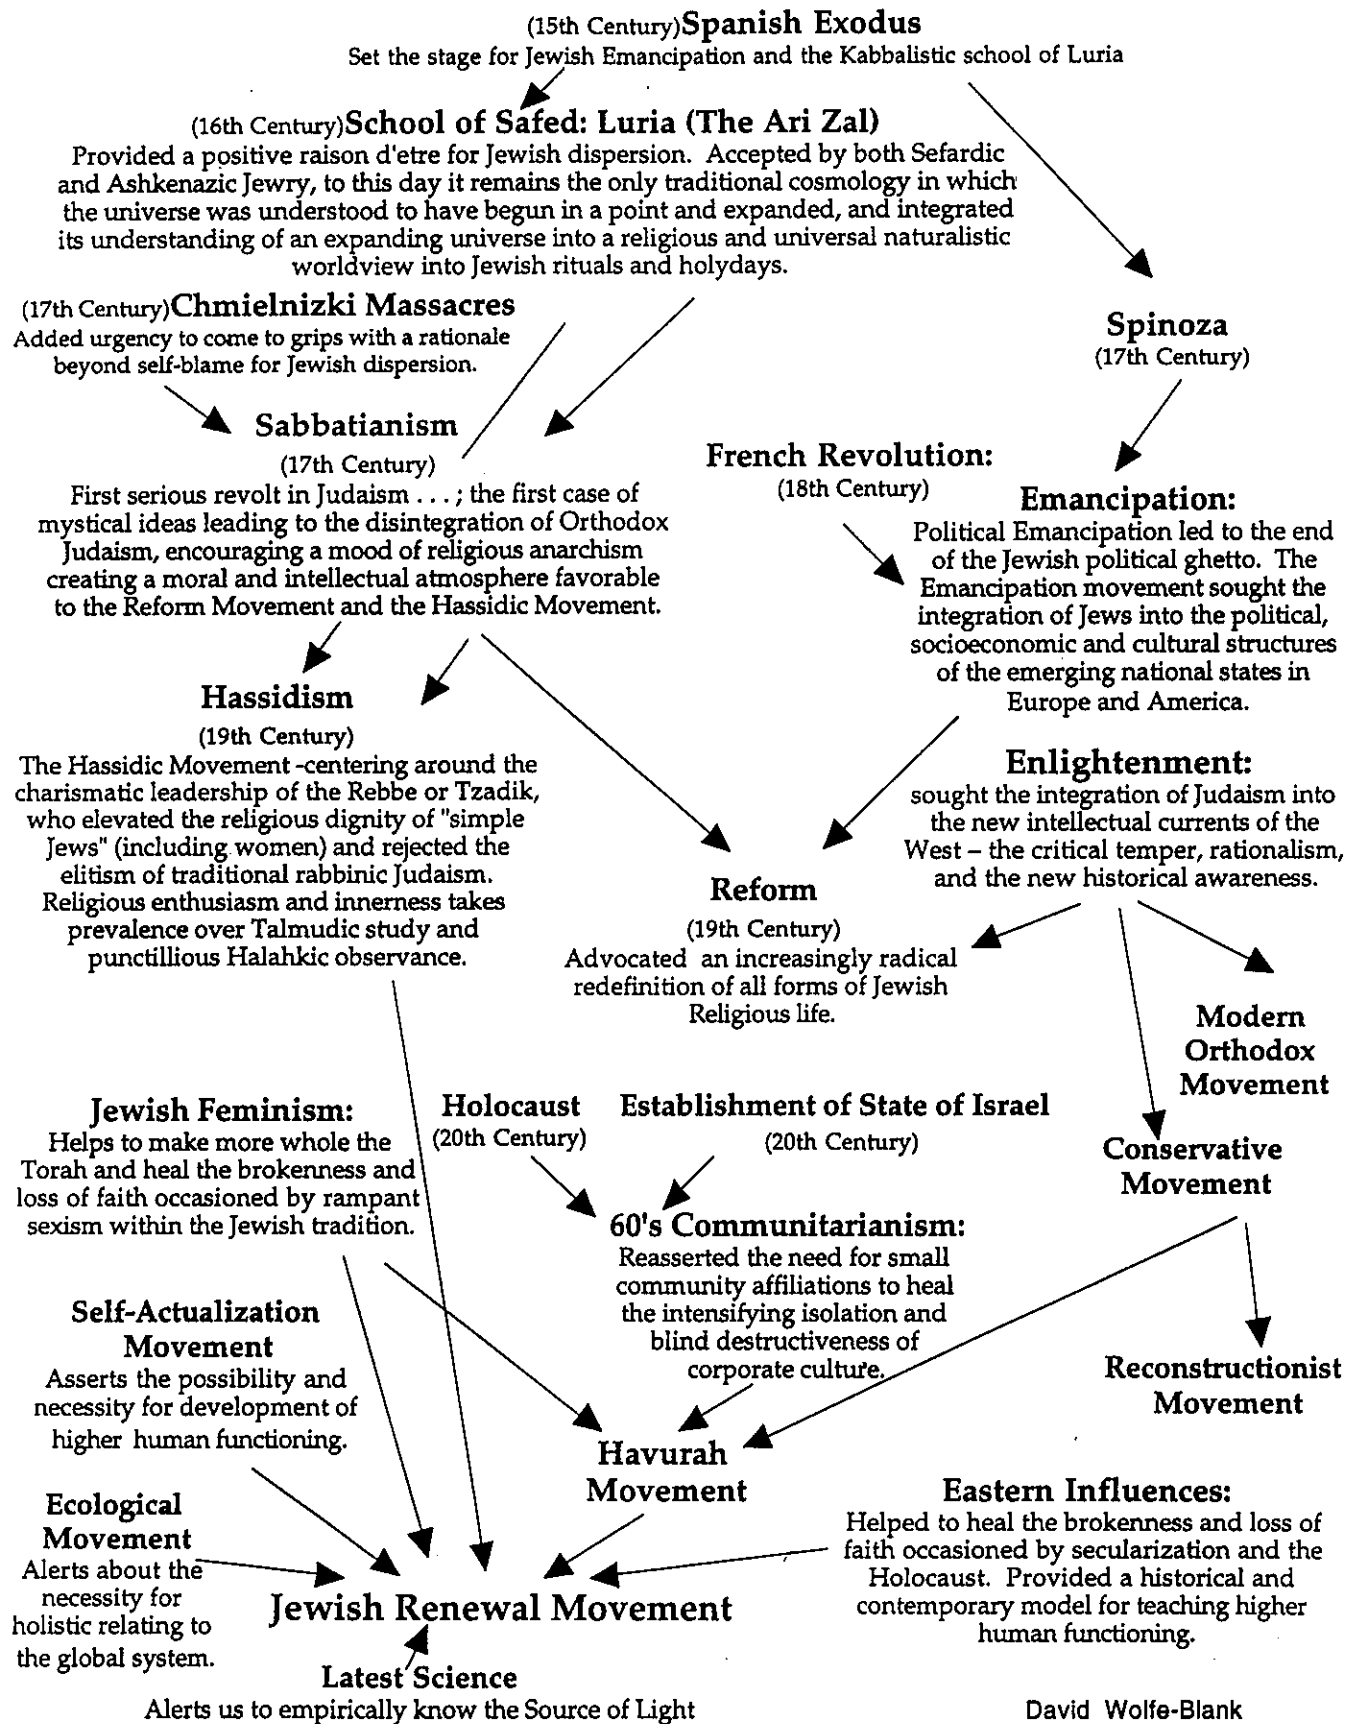 (15th Century)Spanish Exodus
Set the stage for Jewish Emancipation and the Kabbalistic school of Luria
(16th Century)School of Safed: Luria (The Ari Zal)
Provided a positive raison d'etre for Jewish dispersion. Accepted by both Sefardic
and Ashkenazic Jewry, to this day it remains the only traditional cosmology in which
the universe was understood to have begun in a point and expanded, and integrated
its understanding of an expanding universe into a religious and universal naturalistic
worldview into Jewish rituals and holydays.
(17th Century)Chmielnizki Massacres
Added urgency to come to grips with a rationale
beyond self-blame for Jewish dispersion.
Spinoza
(17th Century)
Sabbatianism
(17th Century)
First serious revolt in Judaism . . . ; the first case of
mystical ideas leading to the disintegration of Orthodox
Judaism, encouraging a mood of religious anarchism
creating a moral and intellectual atmosphere favorable
to the Reform Movement and the Hassidic Movement.
French Revolution:
(18th Century)
Emancipation:
Political Emancipation led to the end
of the Jewish political ghetto. The
Emancipation movement sought the
integration of Jews into the political,
socioeconomic and cultural structures
of the emerging national states in
Europe and America.
Hassidism
(19th Century)
The Hassidic Movement -centering around the
charismatic leadership of the Rebbe or Tzadik,
who elevated the religious dignity of "simple
Jews" (including women) and rejected the
elitism of traditional rabbinic Judaism.
Religious enthusiasm and innerness takes
prevalence over Talmudic study and
punctillious Halahkic observance.
Enlightenment:
sought the integration of Judaism into
the new intellectual currents of the
West – the critical temper, rationalism,
and the new historical awareness.
Reform
(19th Century)
Advocated an increasingly radical
redefinition of all forms of Jewish
Religious life.
Modern
Orthodox
Movement
Jewish Feminism:
Helps to make more whole the
Torah and heal the brokenness and
loss of faith occasioned by rampant
sexism within the Jewish tradition.
Holocaust
(20th Century)
Establishment of State of Israel
(20th Century)
Conservative
Movement
60's Communitarianism:
Reasserted the need for small
community affiliations to heal
the intensifying isolation and
blind destructiveness of
corporate culture.
Self-Actualization
Movement
Asserts the possibility and
necessity for development of
higher human functioning.
Reconstructionist
Movement
Havurah
Movement
Ecological
Movement
Alerts about the
necessity for
holistic relating to
the global system.
Eastern Influences:
Helped to heal the brokenness and loss of
faith occasioned by secularization and the
Holocaust. Provided a historical and
contemporary model for teaching higher
human functioning.
Jewish Renewal Movement
Latest Science
Alerts us to empirically know the Source of Light
David Wolfe-Blank